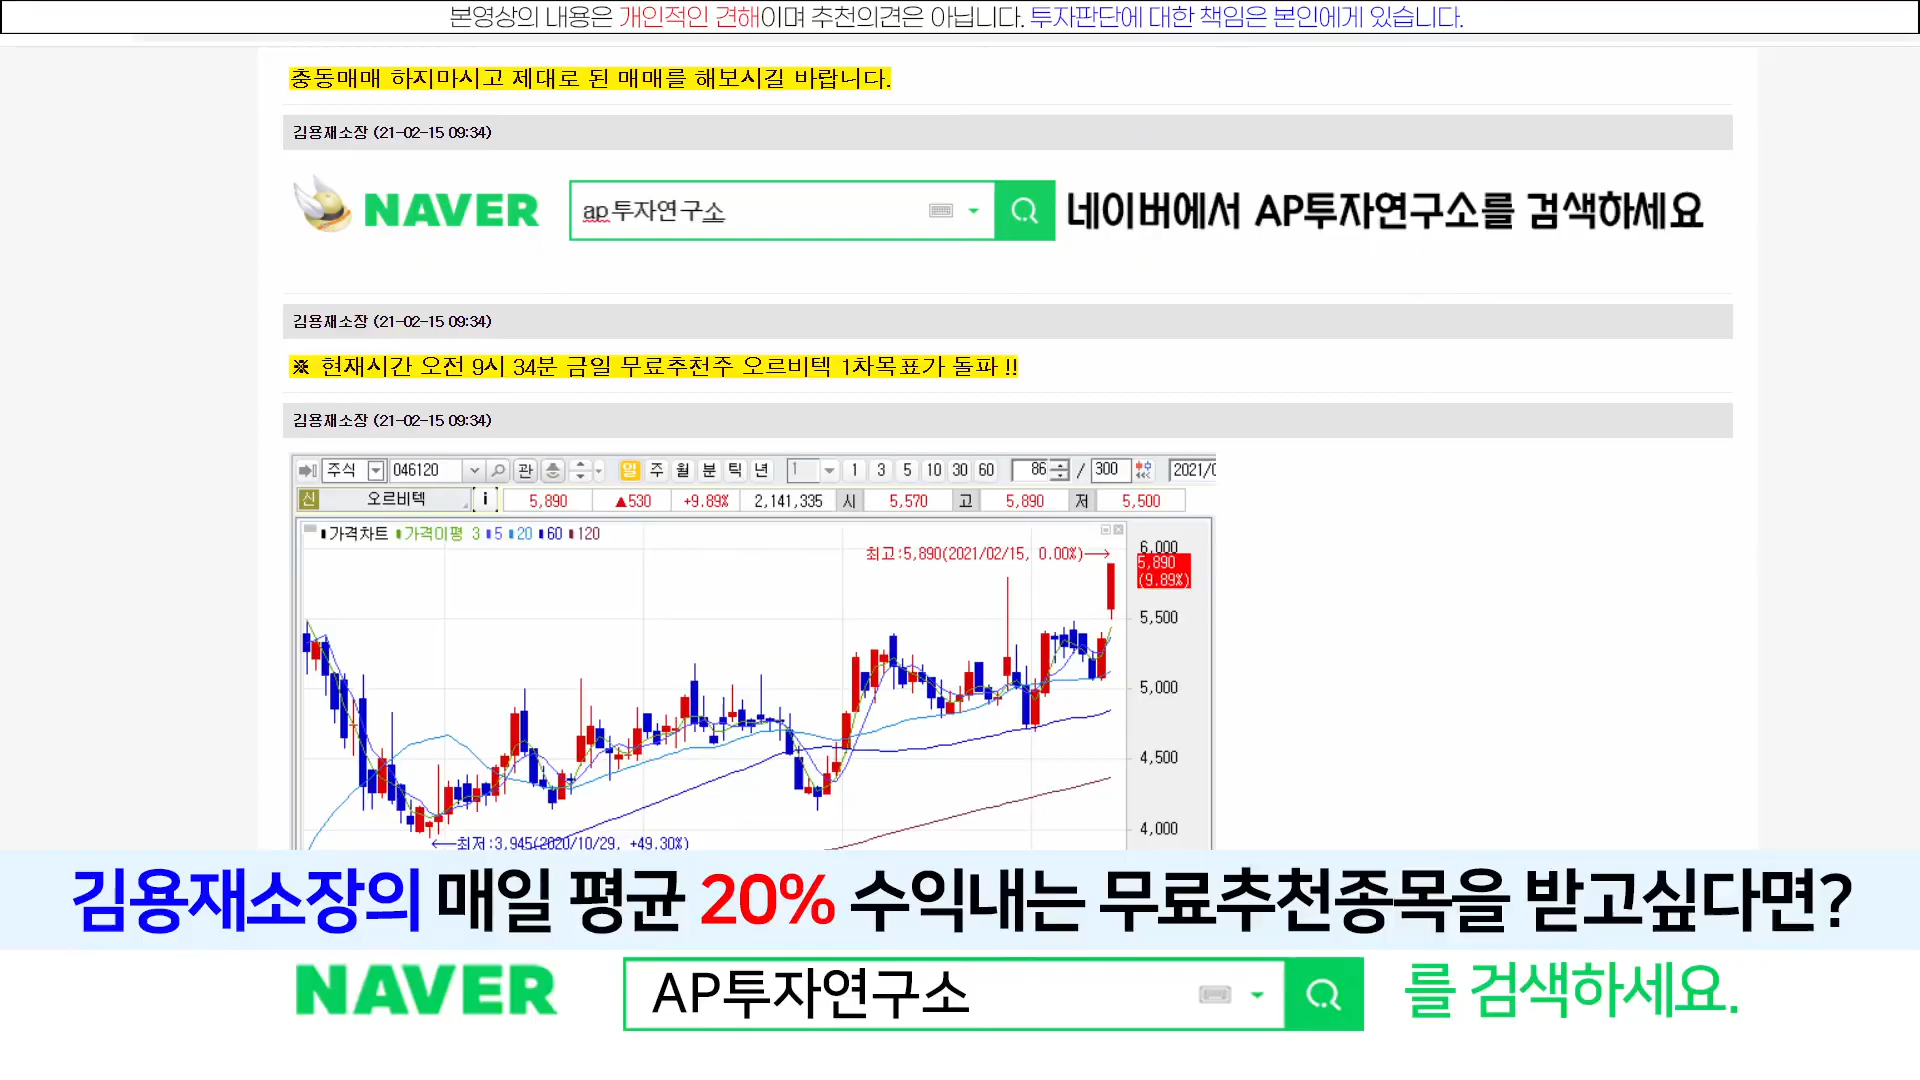 본영상의 내용은 개인적인 견해이며 추천의견은 아닙니다. 투자판단에 대한 책임은 본인에게 있습니다.
충동매매 하지마시고 제대로 된 매매를 해보시길 바랍니다.
김용재소장 (21-02-15 09:34)
NAVER ap투자연구소 네이버에서 AP투자연구소를 검색하세요
김용재소장 (21-02-15 09:34)
※ 현재시간 오전 9시 34분 금일 무료추천주 오르비텍 1차목표가 돌파 !!
김용재소장 (21-02-15 09:34)
주식 046120 관 일 주 월 분 틱 년 1 1 3 5 10 30 60 86 / 300 2021/0
신 오르비텍 i 5,890 ▲530 +9.89% 2,141,335 시 5,570 고 5,890 저 5,500
가격차트 가격이평 3 5 20 60 120
최고:5,890(2021/02/15, 0.00%)→
6,000
5,890
(9.89%)
5,500
5,000
4,500
4,000
←최저:3,945(2020/10/29, +49.30%)
김용재소장의 매일 평균 20% 수익내는 무료추천종목을 받고싶다면?
NAVER AP투자연구소 를 검색하세요.